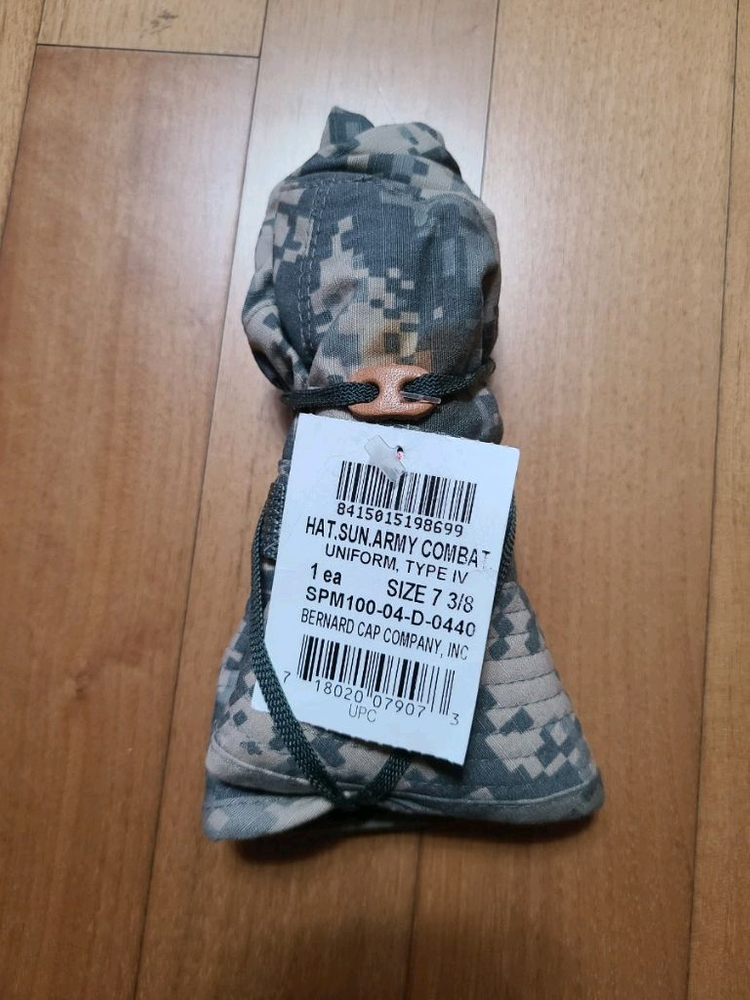 8415015198699
HAT,SUN,ARMY COMBAT
UNIFORM, TYPE IV
1 ea SIZE 7 3/8
SPM100-04-D-0440
BERNARD CAP COMPANY, INC
7 18020 07907 3
UPC